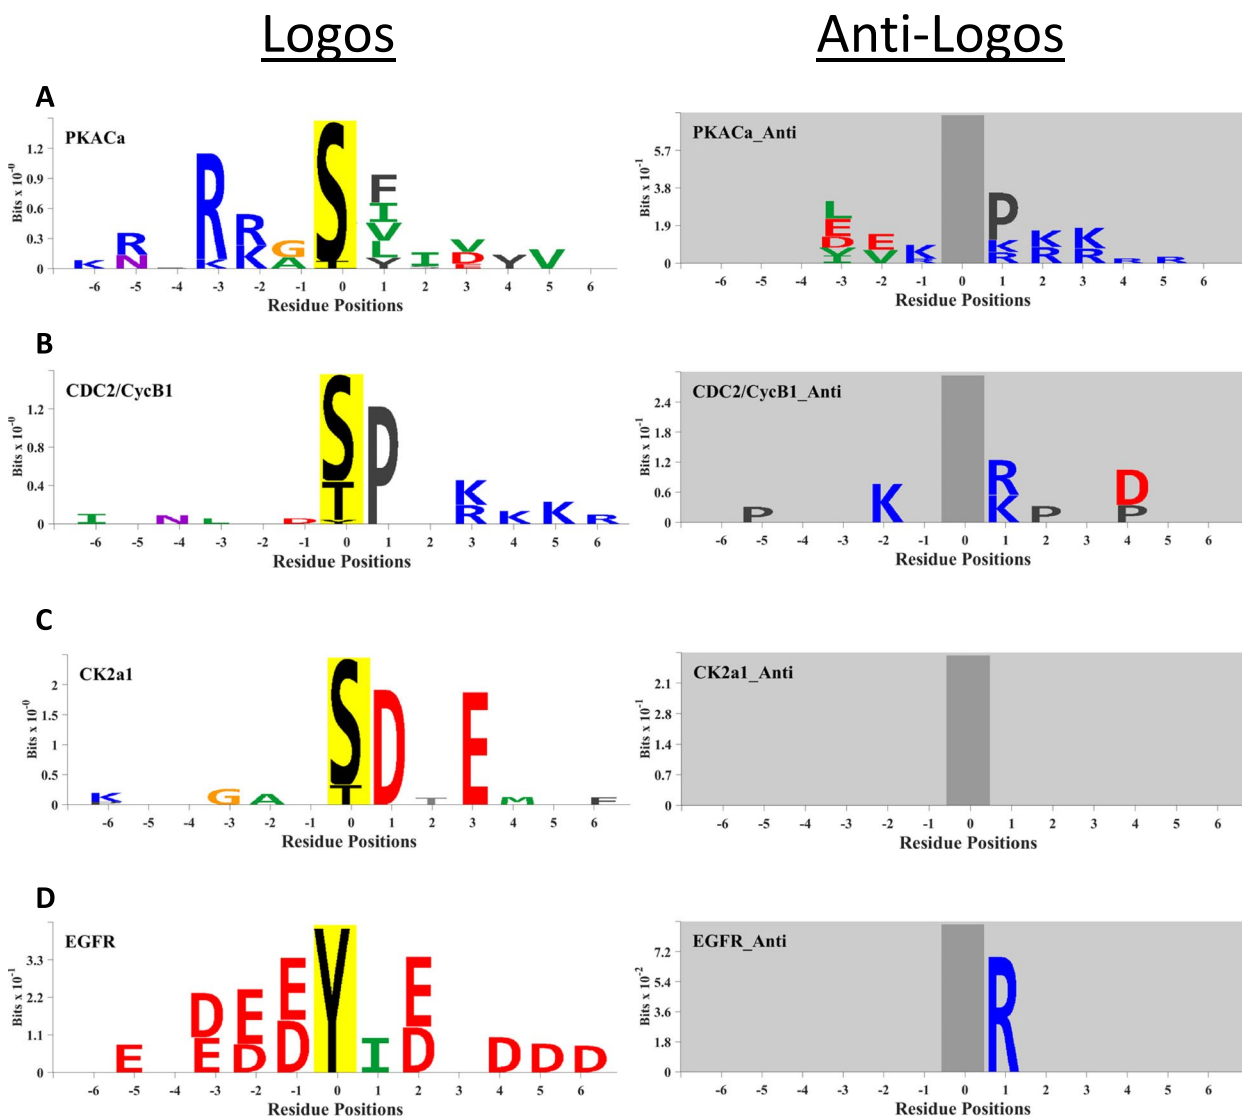 Logos
Anti-Logos
A
PKACa
Bits x 10⁻⁰
1.2
0.9
0.6
0.3
0
K N R K R K R A G T S Y L V I F I E D V Y V
-6 -5 -4 -3 -2 -1 0 1 2 3 4 5 6
Residue Positions
PKACa_Anti
Bits x 10⁻¹
5.7
3.8
1.9
0
I V D E L V E R K R K P R K R K R R
-6 -5 -4 -3 -2 -1 0 1 2 3 4 5 6
Residue Positions
B
CDC2/CycB1
Bits x 10⁻⁰
1.2
0.8
0.4
0
I N L D Y T S P R K K K R
-6 -5 -4 -3 -2 -1 0 1 2 3 4 5 6
Residue Positions
CDC2/CycB1_Anti
Bits x 10⁻¹
2.4
1.8
1.2
0.6
0
P K K R P P D
-6 -5 -4 -3 -2 -1 0 1 2 3 4 5 6
Residue Positions
C
CK2a1
Bits x 10⁻⁰
2
1.5
1
0.5
0
K G A T S D T E M F
-6 -5 -4 -3 -2 -1 0 1 2 3 4 5 6
Residue Positions
CK2a1_Anti
Bits x 10⁻¹
2.1
2.8
1.4
0.7
0
-6 -5 -4 -3 -2 -1 0 1 2 3 4 5 6
Residue Positions
D
EGFR
Bits x 10⁻¹
3.3
2.2
1.1
0
E E D D E D E Y I D E D D D
-6 -5 -4 -3 -2 -1 0 1 2 3 4 5 6
Residue Positions
EGFR_Anti
Bits x 10⁻²
7.2
5.4
3.6
1.8
0
R
-6 -5 -4 -3 -2 -1 0 1 2 3 4 5 6
Residue Positions